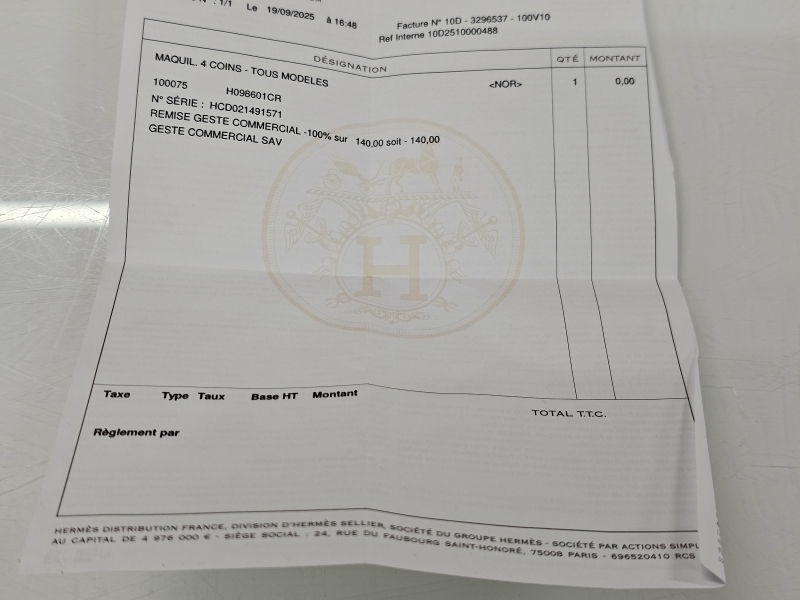 : 1/1 Le 19/09/2025 à 16:48
Facture N° 10D - 3296537 - 100V10
Ref Interne 10D2510000488
DÉSIGNATION QTÉ MONTANT
MAQUIL. 4 COINS - TOUS MODELES <NOR> 1 0,00
100075 H098601CR
N° SÉRIE : HCD021491571
REMISE GESTE COMMERCIAL -100% sur 140,00 soit - 140,00
GESTE COMMERCIAL SAV
H
Taxe Type Taux Base HT Montant
TOTAL T.T.C.
Règlement par
HERMÈS DISTRIBUTION FRANCE, DIVISION D'HERMÈS SELLIER, SOCIÉTÉ DU GROUPE HERMÈS - SOCIÉTÉ PAR ACTIONS SIMPL
AU CAPITAL DE 4 976 000 € - SIÈGE SOCIAL : 24, RUE DU FAUBOURG SAINT-HONORÉ, 75008 PARIS - 696520410 RCS